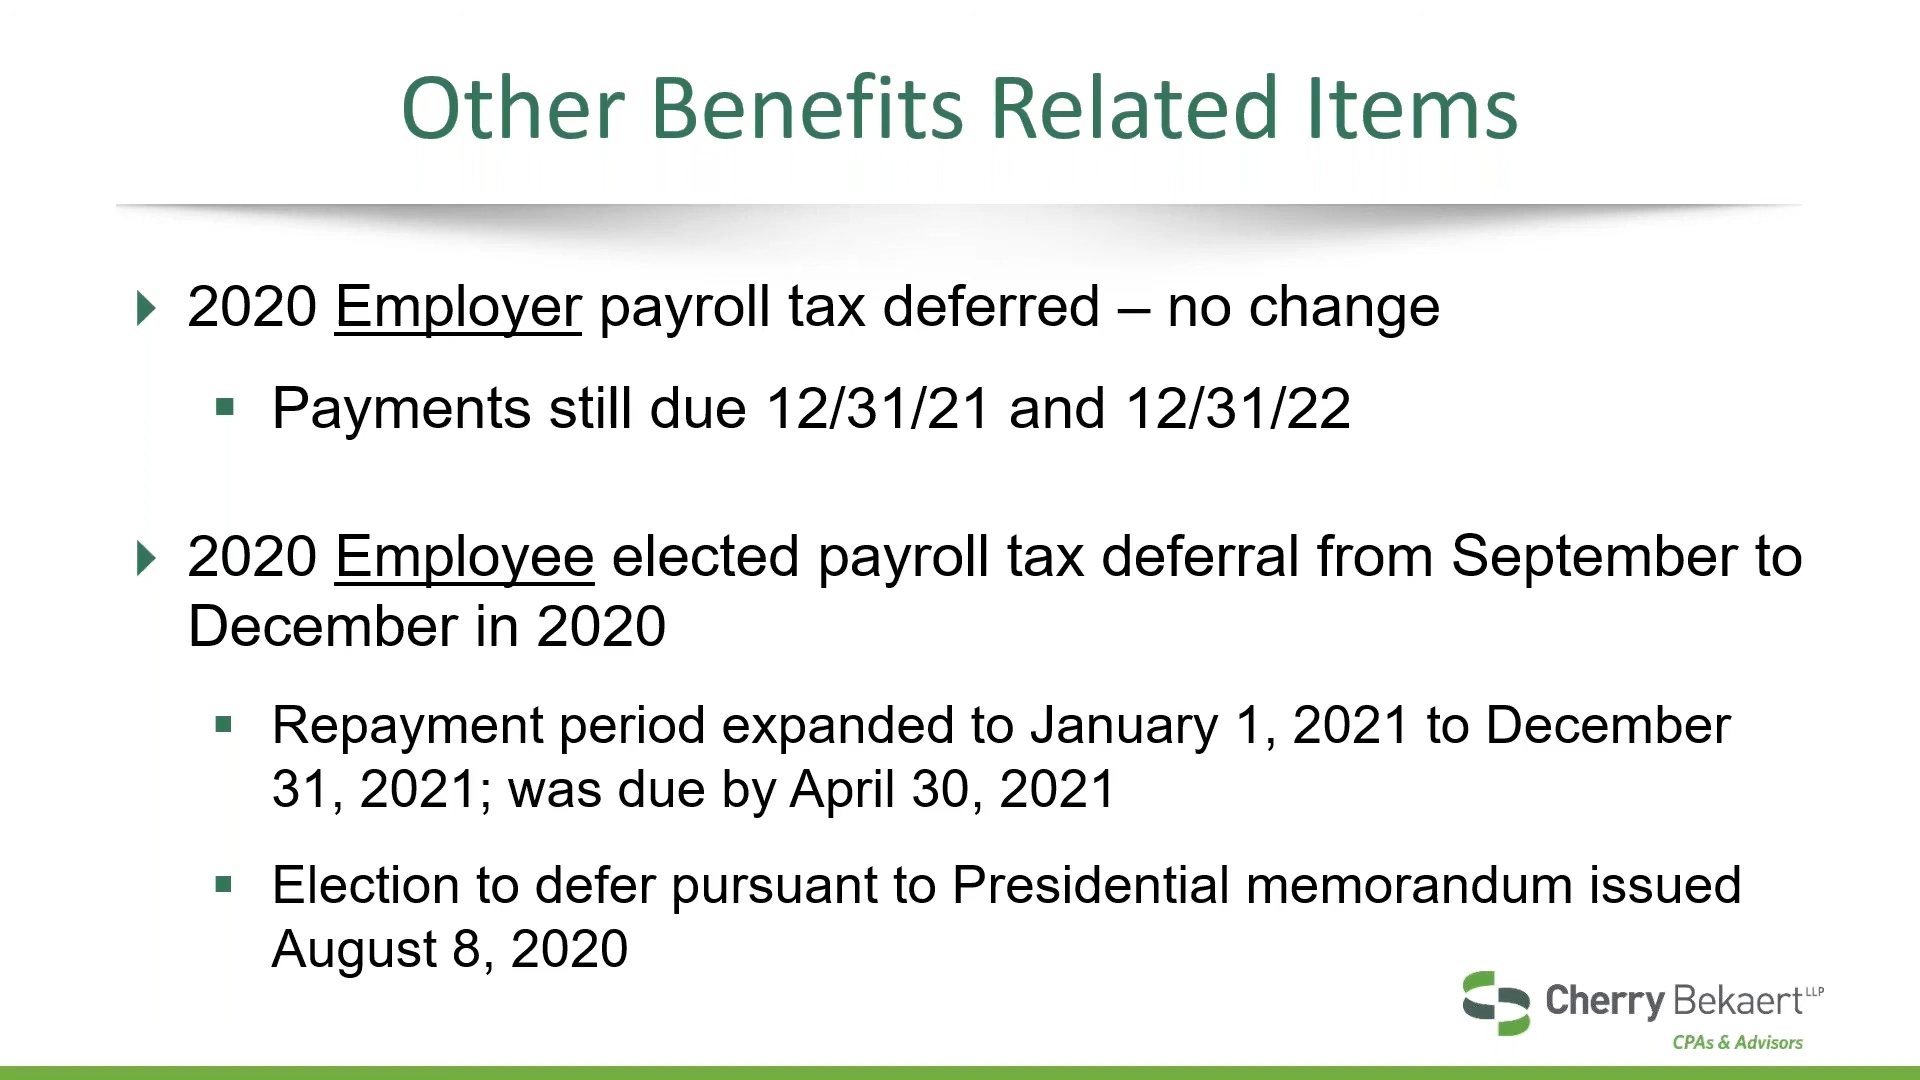 Other Benefits Related Items
2020 Employer payroll tax deferred – no change
Payments still due 12/31/21 and 12/31/22
2020 Employee elected payroll tax deferral from September to
December in 2020
Repayment period expanded to January 1, 2021 to December
31, 2021; was due by April 30, 2021
Election to defer pursuant to Presidential memorandum issued
August 8, 2020
Cherry Bekaert LLP
CPAs & Advisors